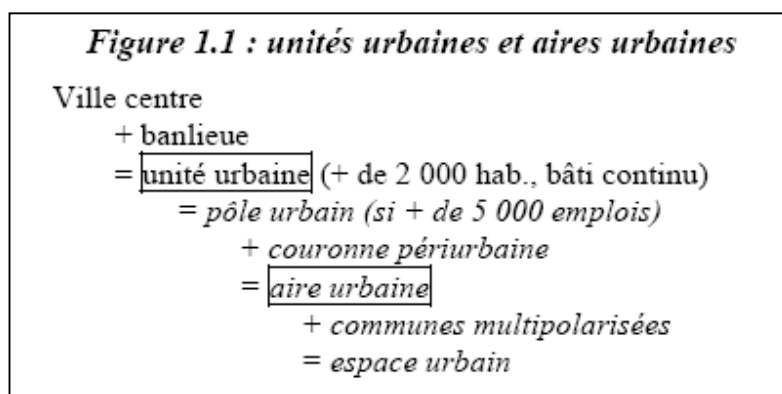 Figure 1.1 : unités urbaines et aires urbaines
Ville centre
+ banlieue
= unité urbaine (+ de 2 000 hab., bâti continu)
= pôle urbain (si + de 5 000 emplois)
+ couronne périurbaine
= aire urbaine
+ communes multipolarisées
= espace urbain